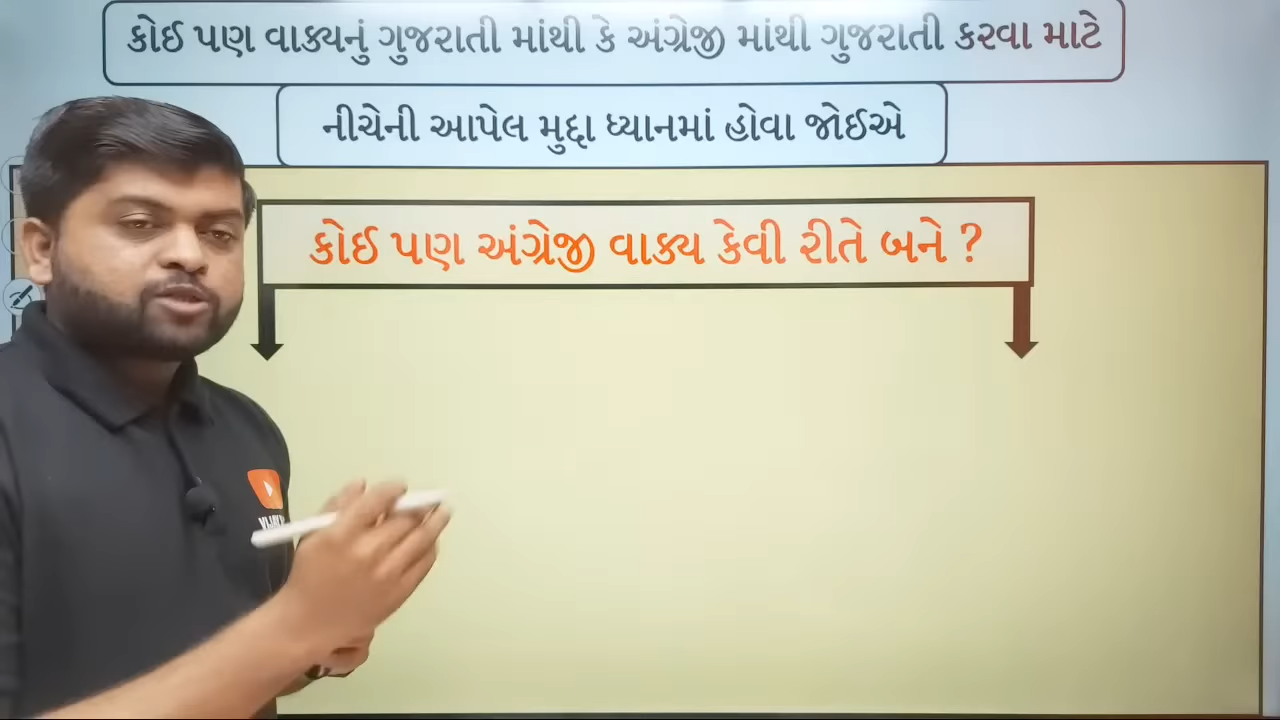 કોઈ પણ વાક્યનું ગુજરાતી માંથી કે અંગ્રેજી માંથી ગુજરાતી કરવા માટે
નીચેની આપેલ મુદ્દા ધ્યાનમાં હોવા જોઈએ
કોઈ પણ અંગ્રેજી વાક્ય કેવી રીતે બને ?